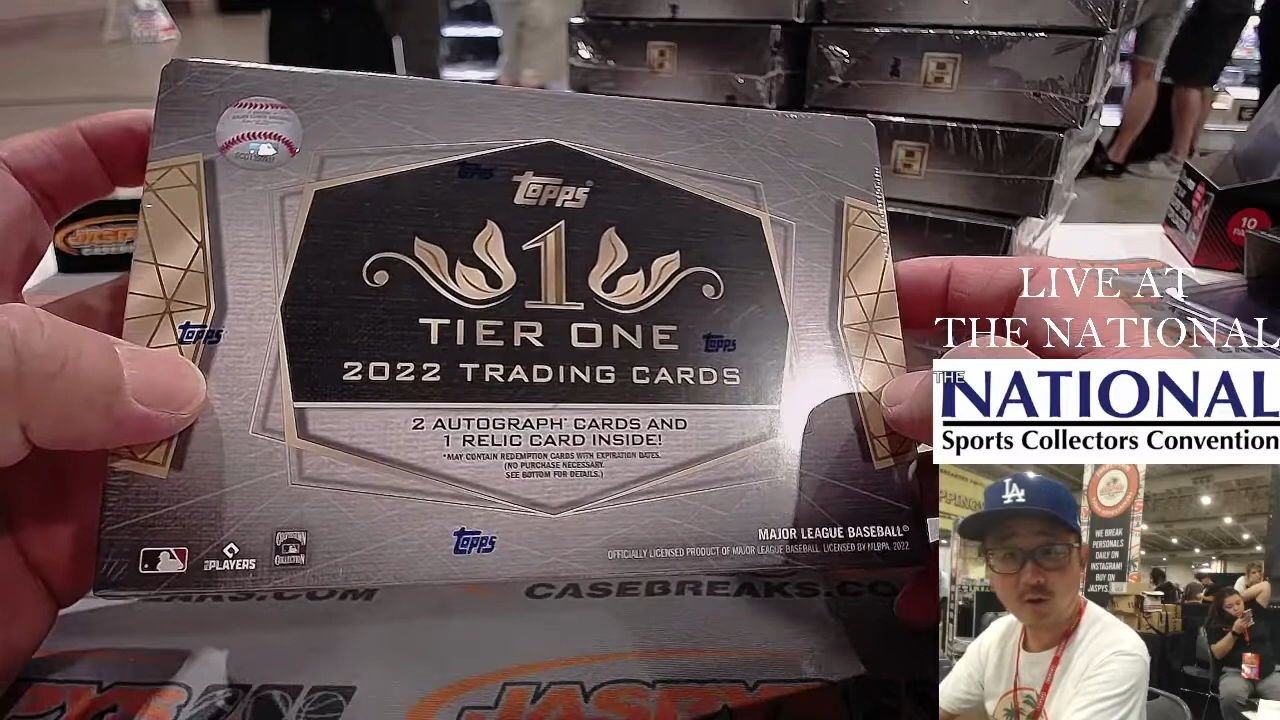 Topps
Topps
1
TIER ONE
2022 TRADING CARDS
Topps
Topps
2 AUTOGRAPH CARDS AND
1 RELIC CARD INSIDE!
*MAY CONTAIN REDEMPTION CARDS WITH EXPIRATION DATES.
(NO PURCHASE NECESSARY.
SEE BOTTOM FOR DETAILS.)
PLAYERS
COLLECTION
Topps
MAJOR LEAGUE BASEBALL®
OFFICIALLY LICENSED PRODUCT OF MAJOR LEAGUE BASEBALL. LICENSED BY MLBPA, 2022
10
LIVE AT
THE NATIONAL
THE
NATIONAL
Sports Collectors Convention
LA
WE BREAK
PERSONALS
DAILY ON
INSTAGRAM!
BUY ON
CASEBREAKS.CO